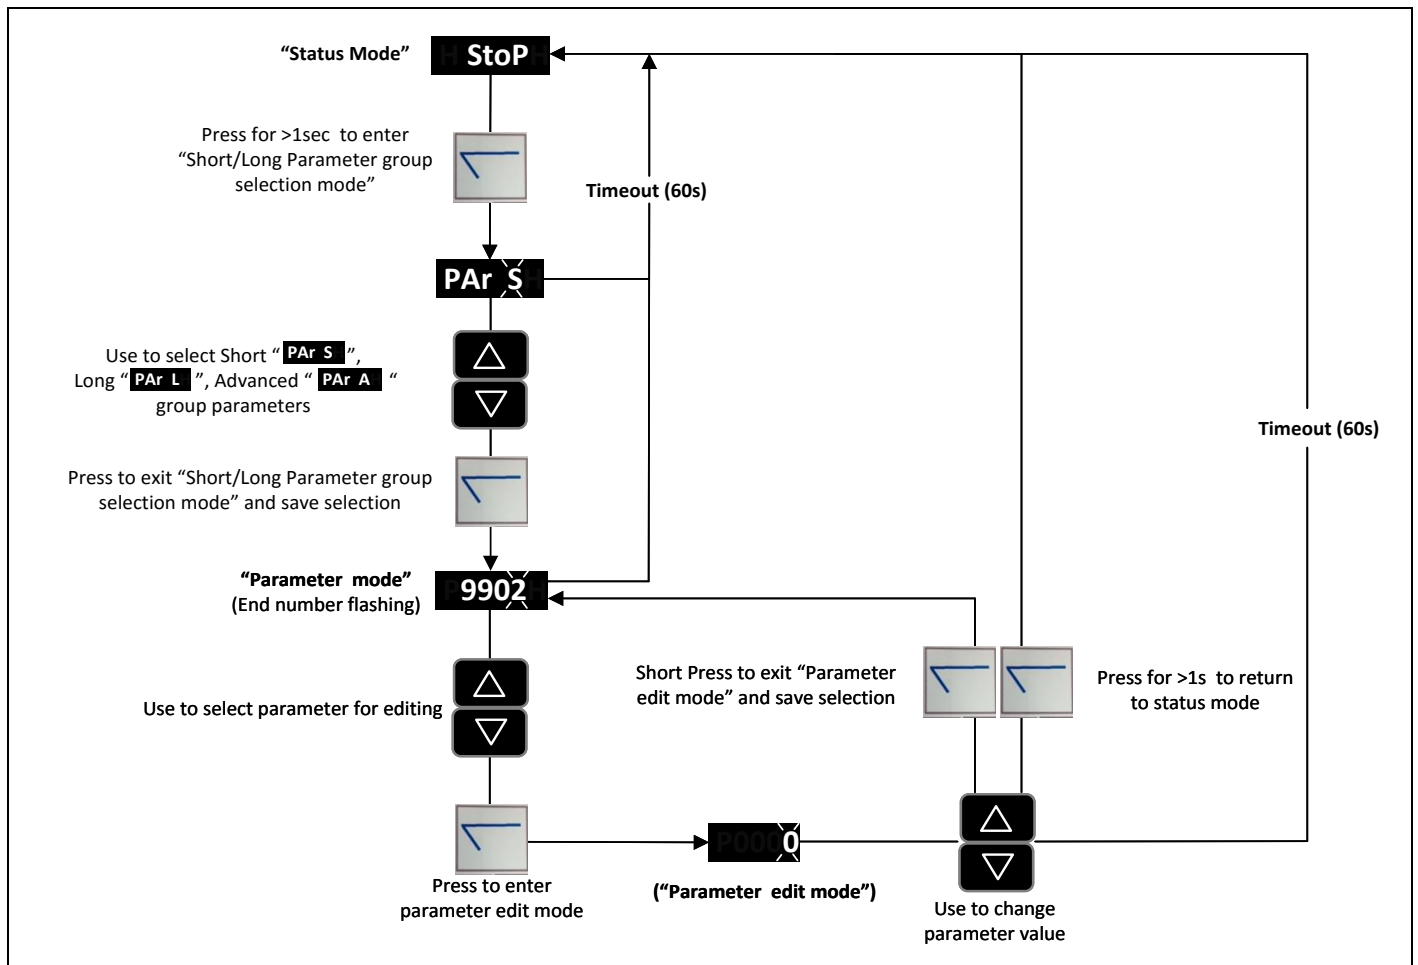 “Status Mode”
StoP
Press for >1sec to enter
“Short/Long Parameter group
selection mode”
Timeout (60s)
PAr S
Use to select Short “ PAr S ”,
Long “ PAr L ”, Advanced “ PAr A “
group parameters
Timeout (60s)
Press to exit “Short/Long Parameter group
selection mode” and save selection
“Parameter mode”
(End number flashing)
9902
Use to select parameter for editing
Short Press to exit “Parameter
edit mode” and save selection
Press for >1s to return
to status mode
Press to enter
parameter edit mode
P0000
(“Parameter edit mode”)
Use to change
parameter value